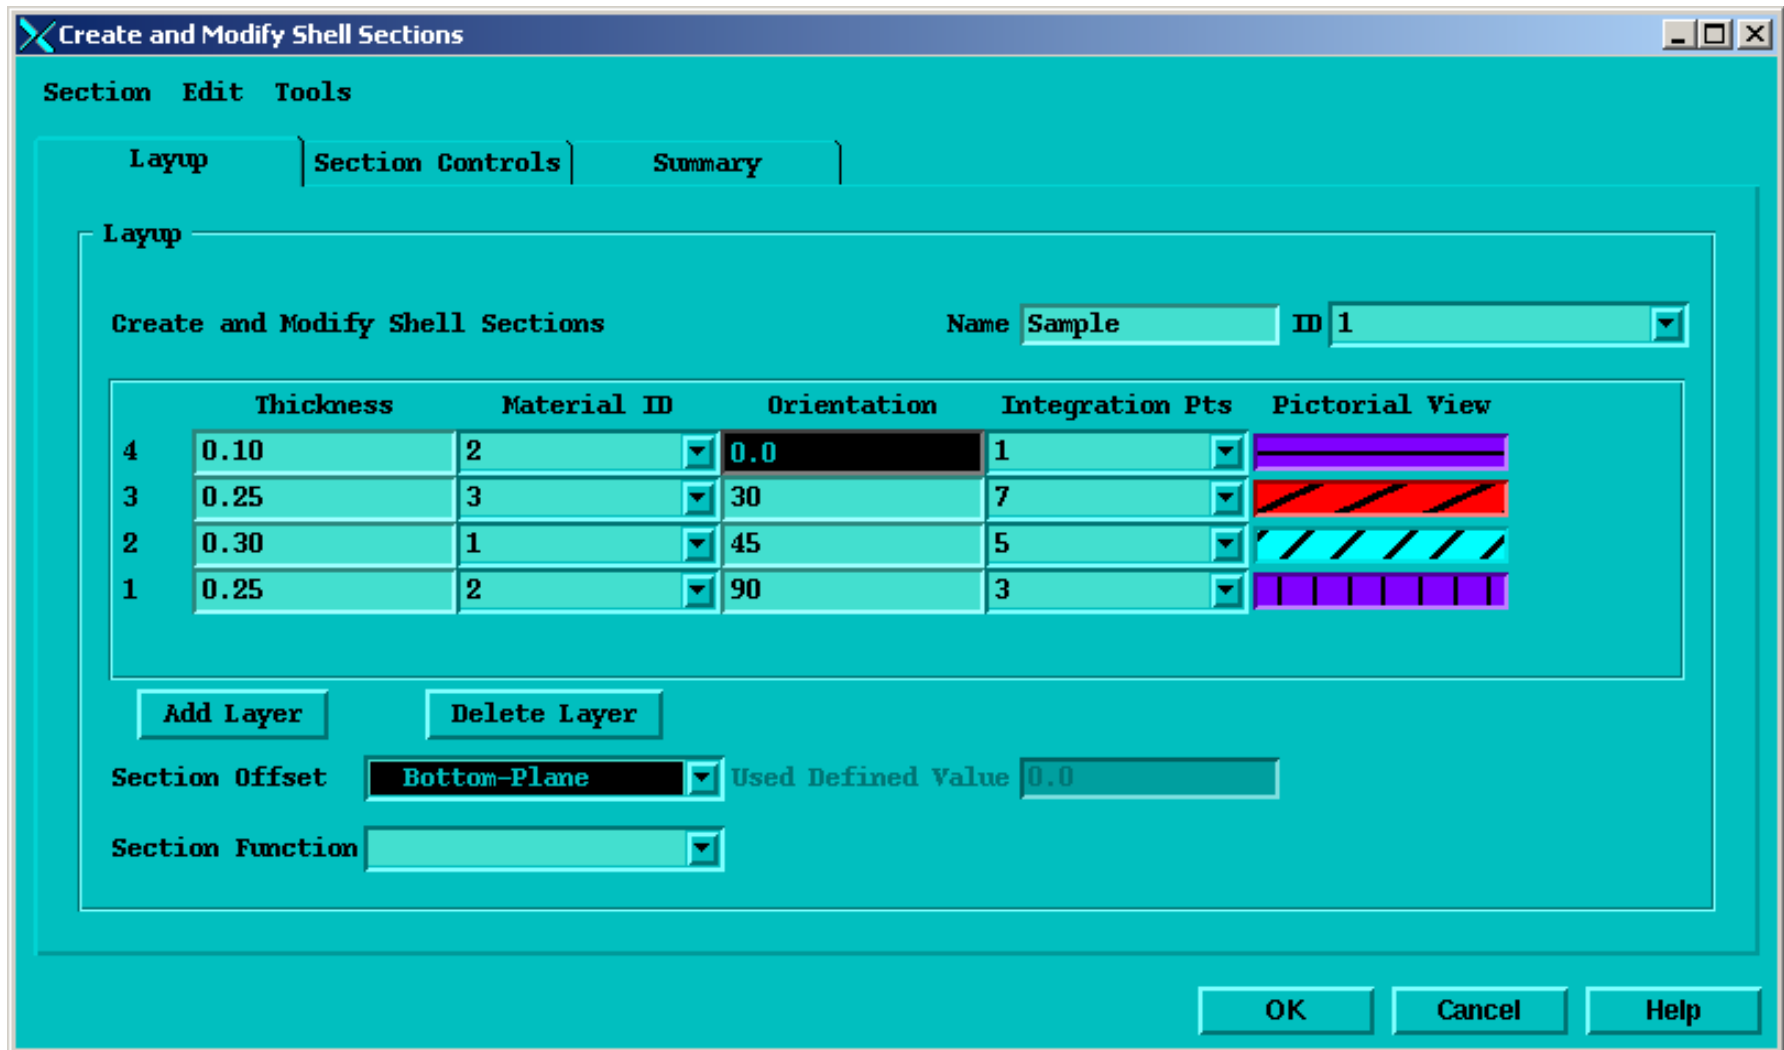 Create and Modify Shell Sections
Section Edit Tools
Layup Section Controls Summary
Layup
Create and Modify Shell Sections Name Sample ID 1
Thickness Material ID Orientation Integration Pts Pictorial View
4 0.10 2 0.0 1
3 0.25 3 30 7
2 0.30 1 45 5
1 0.25 2 90 3
Add Layer Delete Layer
Section Offset Bottom-Plane Used Defined Value 0.0
Section Function
OK Cancel Help